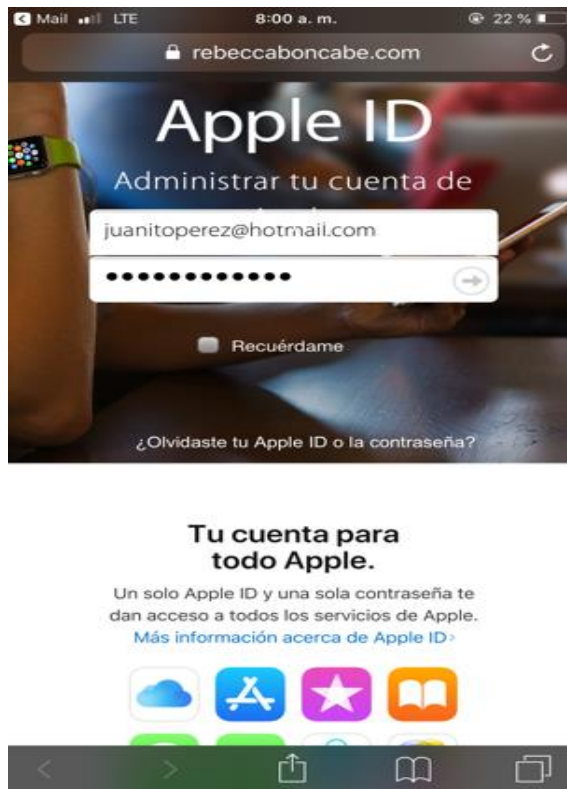 Mail LTE 8:00 a. m. 22 %
rebeccaboncabe.com
Apple ID
Administrar tu cuenta de
juanitoperez@hotmail.com
Recuérdame
¿Olvidaste tu Apple ID o la contraseña?
Tu cuenta para
todo Apple.
Un solo Apple ID y una sola contraseña te
dan acceso a todos los servicios de Apple.
Más información acerca de Apple ID